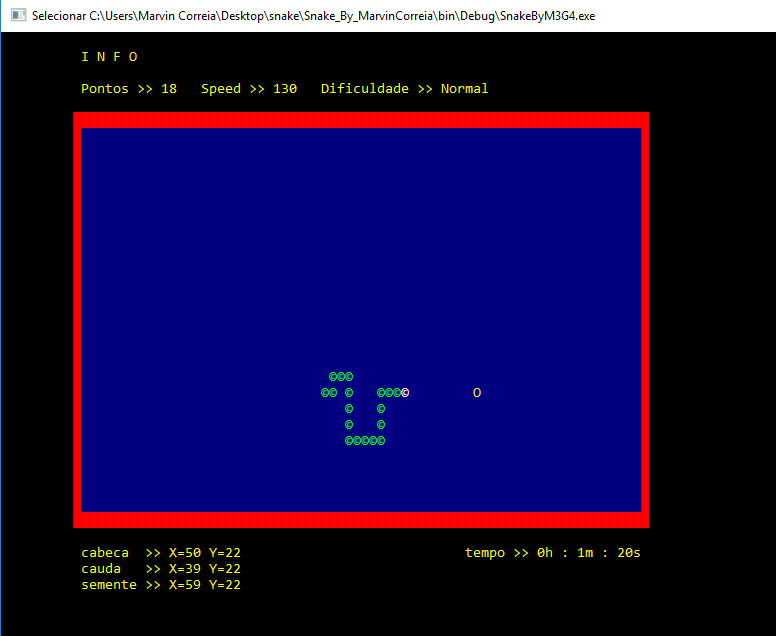 Selecionar C:\Users\Marvin Correia\Desktop\snake\Snake_By_MarvinCorreia\bin\Debug\SnakeByM3G4.exe
I N F O
Pontos >> 18 Speed >> 130 Dificuldade >> Normal
©©©
©© © ©©©© O
© ©
© ©
©©©©©
cabeca >> X=50 Y=22 tempo >> 0h : 1m : 20s
cauda >> X=39 Y=22
semente >> X=59 Y=22